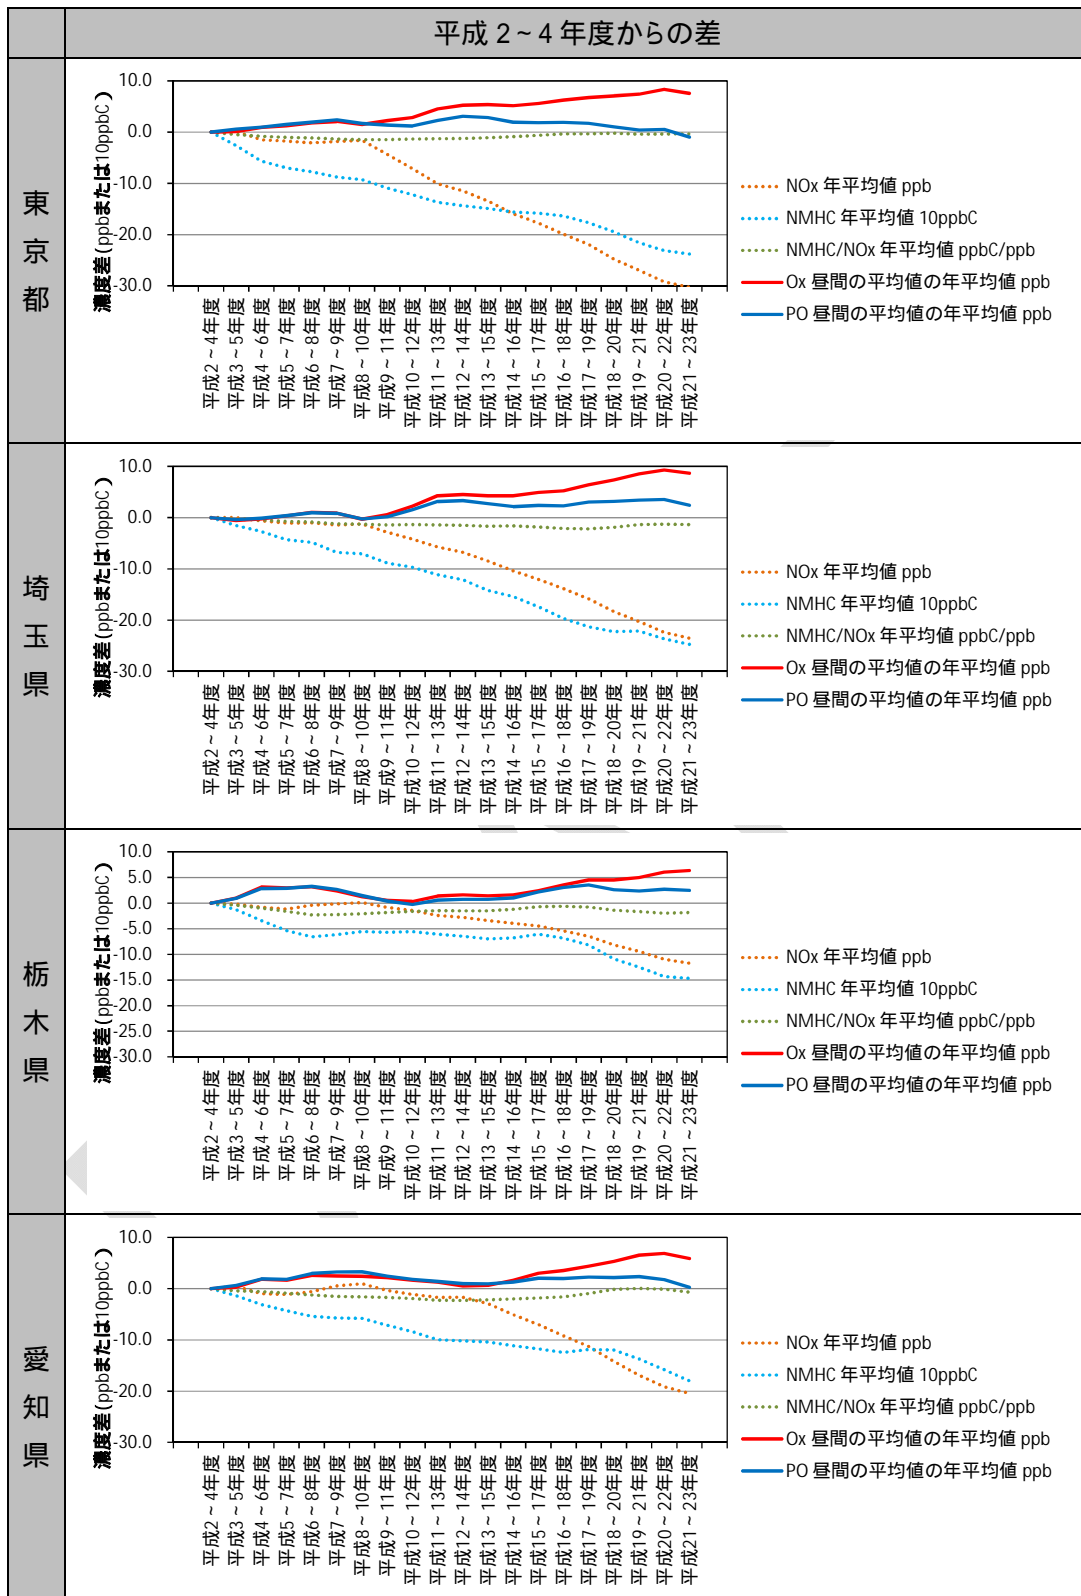 平成 2~4 年度からの差
東京都
濃度差(ppbまたは10ppbC)
10.0
0.0
-10.0
-20.0
-30.0
平成2~4年度
平成3~5年度
平成4~6年度
平成5~7年度
平成6~8年度
平成7~9年度
平成8~10年度
平成9~11年度
平成10~12年度
平成11~13年度
平成12~14年度
平成13~15年度
平成14~16年度
平成15~17年度
平成16~18年度
平成17~19年度
平成18~20年度
平成19~21年度
平成20~22年度
平成21~23年度
NOx 年平均値 ppb
NMHC 年平均値 10ppbC
NMHC/NOx 年平均値 ppbC/ppb
Ox 昼間の平均値の年平均値 ppb
PO 昼間の平均値の年平均値 ppb
埼玉県
濃度差(ppbまたは10ppbC)
10.0
0.0
-10.0
-20.0
-30.0
平成2~4年度
平成3~5年度
平成4~6年度
平成5~7年度
平成6~8年度
平成7~9年度
平成8~10年度
平成9~11年度
平成10~12年度
平成11~13年度
平成12~14年度
平成13~15年度
平成14~16年度
平成15~17年度
平成16~18年度
平成17~19年度
平成18~20年度
平成19~21年度
平成20~22年度
平成21~23年度
NOx 年平均値 ppb
NMHC 年平均値 10ppbC
NMHC/NOx 年平均値 ppbC/ppb
Ox 昼間の平均値の年平均値 ppb
PO 昼間の平均値の年平均値 ppb
栃木県
濃度差(ppbまたは10ppbC)
10.0
5.0
0.0
-5.0
-10.0
-15.0
-20.0
-25.0
-30.0
平成2~4年度
平成3~5年度
平成4~6年度
平成5~7年度
平成6~8年度
平成7~9年度
平成8~10年度
平成9~11年度
平成10~12年度
平成11~13年度
平成12~14年度
平成13~15年度
平成14~16年度
平成15~17年度
平成16~18年度
平成17~19年度
平成18~20年度
平成19~21年度
平成20~22年度
平成21~23年度
NOx 年平均値 ppb
NMHC 年平均値 10ppbC
NMHC/NOx 年平均値 ppbC/ppb
Ox 昼間の平均値の年平均値 ppb
PO 昼間の平均値の年平均値 ppb
愛知県
濃度差(ppbまたは10ppbC)
10.0
0.0
-10.0
-20.0
-30.0
平成2~4年度
平成3~5年度
平成4~6年度
平成5~7年度
平成6~8年度
平成7~9年度
平成8~10年度
平成9~11年度
平成10~12年度
平成11~13年度
平成12~14年度
平成13~15年度
平成14~16年度
平成15~17年度
平成16~18年度
平成17~19年度
平成18~20年度
平成19~21年度
平成20~22年度
平成21~23年度
NOx 年平均値 ppb
NMHC 年平均値 10ppbC
NMHC/NOx 年平均値 ppbC/ppb
Ox 昼間の平均値の年平均値 ppb
PO 昼間の平均値の年平均値 ppb